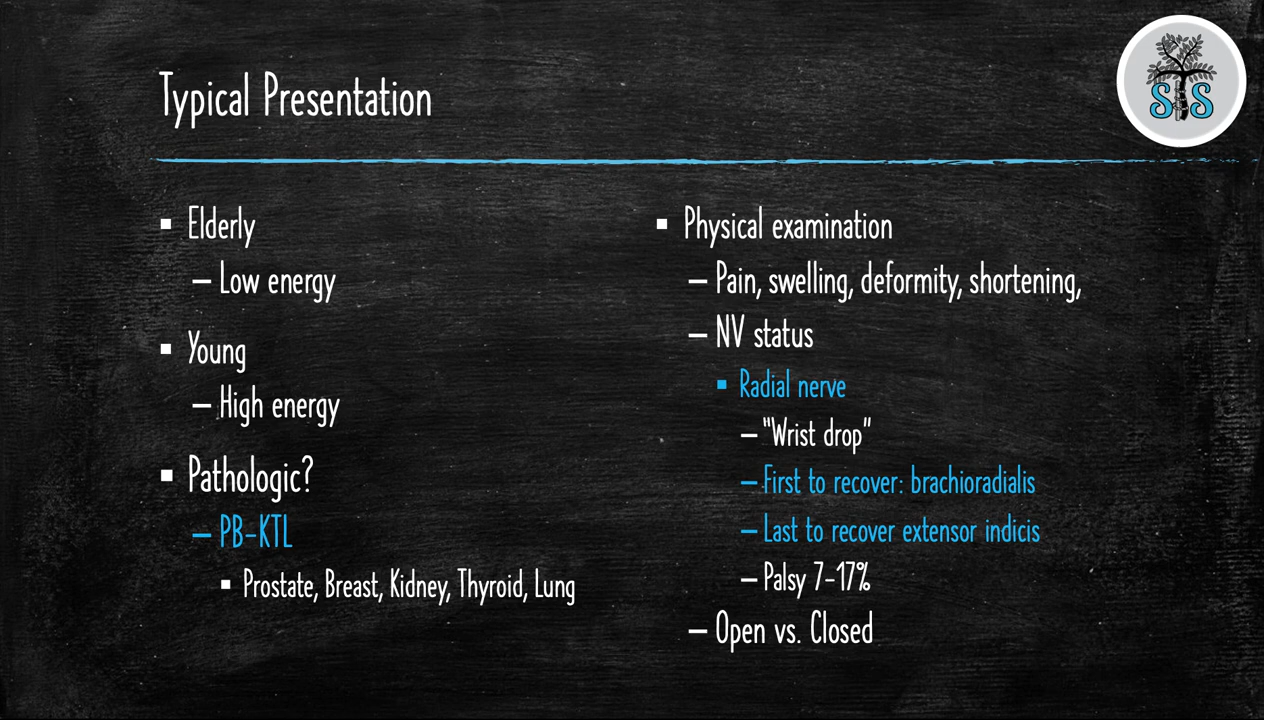 Typical Presentation
SS
▪ Elderly
– Low energy
▪ Young
– High energy
▪ Pathologic?
– PB-KTL
▪ Prostate, Breast, Kidney, Thyroid, Lung
▪ Physical examination
– Pain, swelling, deformity, shortening,
– NV status
▪ Radial nerve
– "Wrist drop"
– First to recover: brachioradialis
– Last to recover extensor indicis
– Palsy 7-17%
– Open vs. Closed